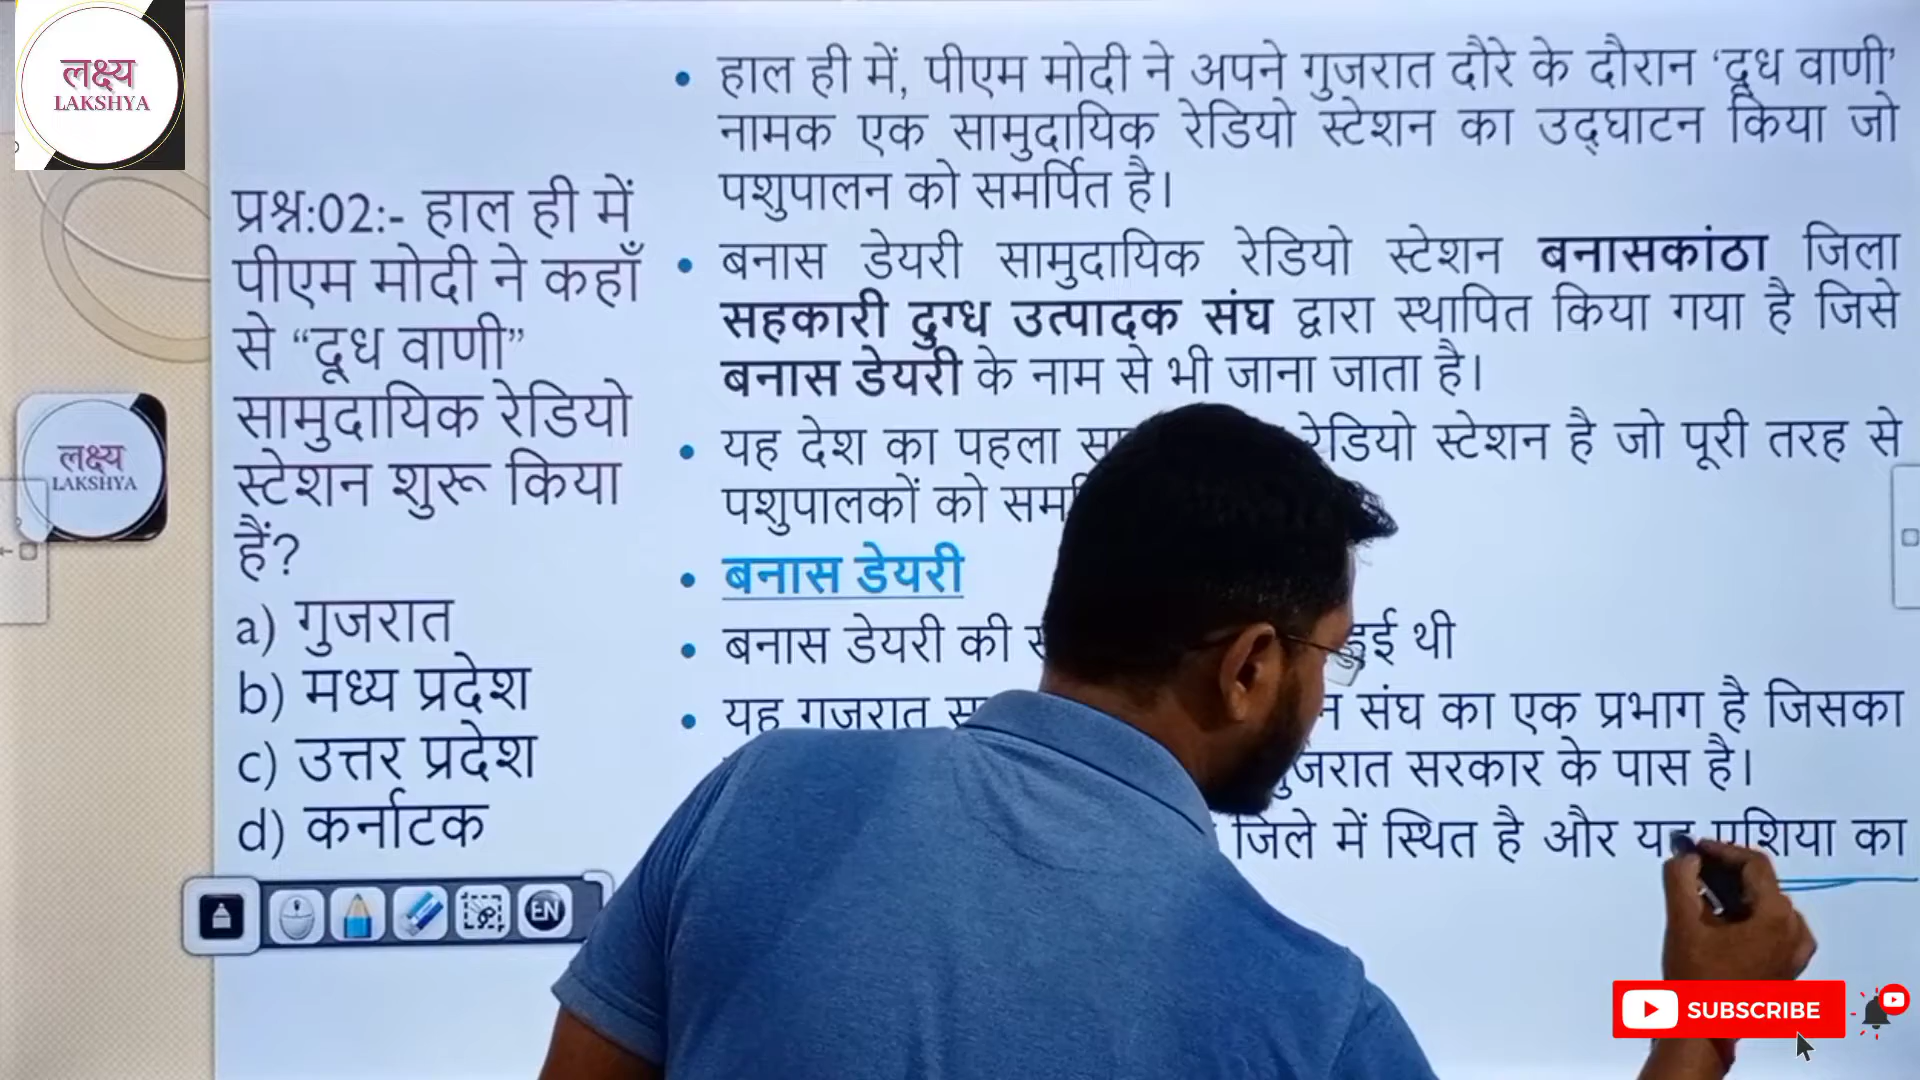 लक्ष्य
LAKSHYA
प्रश्न:02:- हाल ही में
पीएम मोदी ने कहाँ
से “दूध वाणी”
सामुदायिक रेडियो
स्टेशन शुरू किया
हैं?
a) गुजरात
b) मध्य प्रदेश
c) उत्तर प्रदेश
d) कर्नाटक
लक्ष्य
LAKSHYA
• हाल ही में, पीएम मोदी ने अपने गुजरात दौरे के दौरान ‘दूध वाणी’
नामक एक सामुदायिक रेडियो स्टेशन का उद्घाटन किया जो
पशुपालन को समर्पित है।
• बनास डेयरी सामुदायिक रेडियो स्टेशन बनासकांठा जिला
सहकारी दुग्ध उत्पादक संघ द्वारा स्थापित किया गया है जिसे
बनास डेयरी के नाम से भी जाना जाता है।
• यह देश का पहला रेडियो स्टेशन है जो पूरी तरह से
पशुपालकों को
• बनास डेयरी
• बनास डेयरी की हुई थी
• यह गुजरात संघ का एक प्रभाग है जिसका
गुजरात सरकार के पास है।
जिले में स्थित है और यह एशिया का
EN
SUBSCRIBE